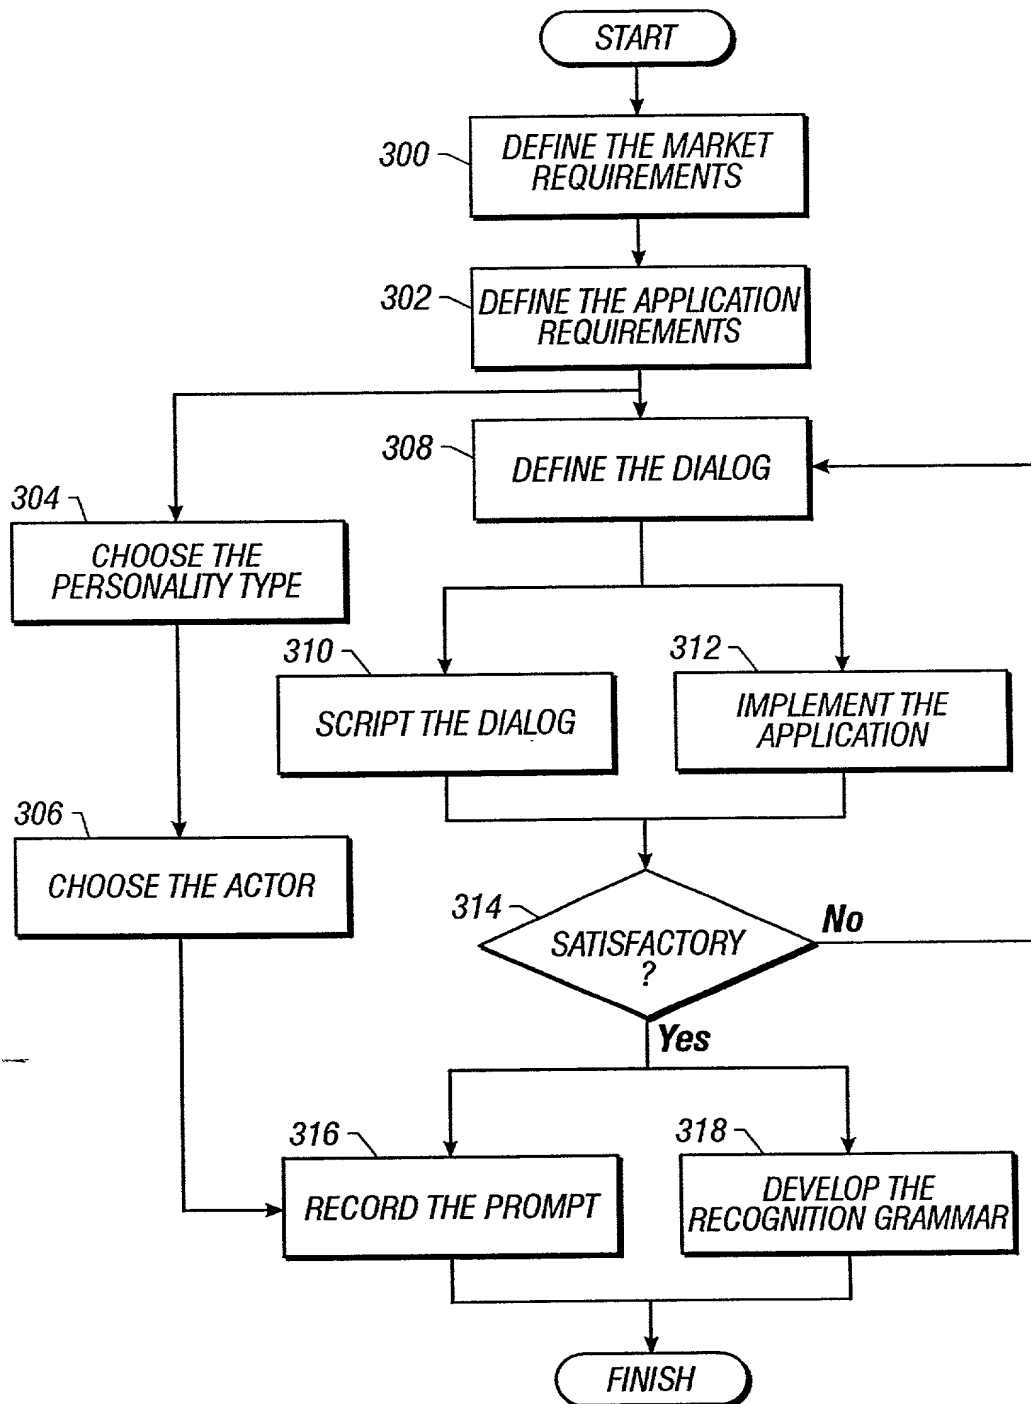 START
300
DEFINE THE MARKET
REQUIREMENTS
302
DEFINE THE APPLICATION
REQUIREMENTS
308
DEFINE THE DIALOG
304
CHOOSE THE
PERSONALITY TYPE
310
SCRIPT THE DIALOG
312
IMPLEMENT THE
APPLICATION
306
CHOOSE THE ACTOR
314
SATISFACTORY
?
No
Yes
316
RECORD THE PROMPT
318
DEVELOP THE
RECOGNITION GRAMMAR
FINISH